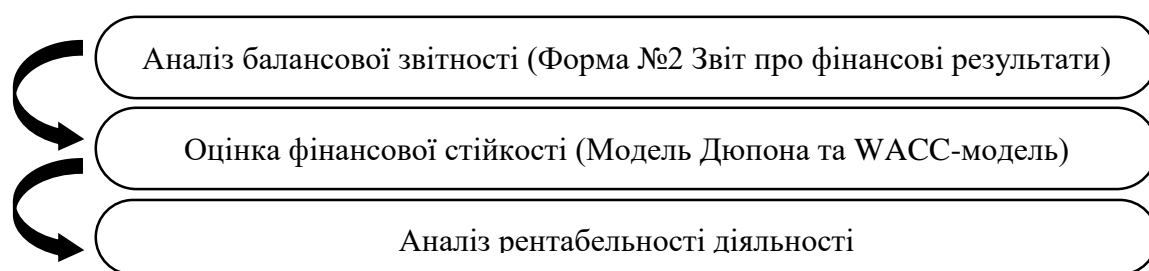 Аналіз балансової звітності (Форма №2 Звіт про фінансові результати)
Оцінка фінансової стійкості (Модель Дюпона та WACC-модель)
Аналіз рентабельності діяльності